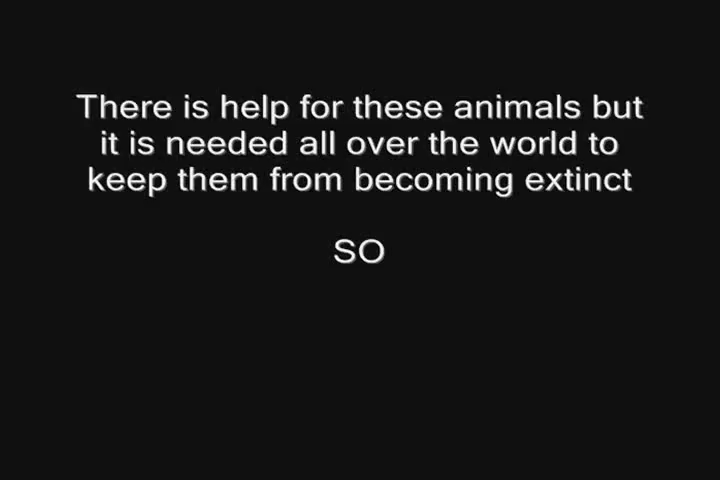 There is help for these animals but
it is needed all over the world to
keep them from becoming extinct
SO